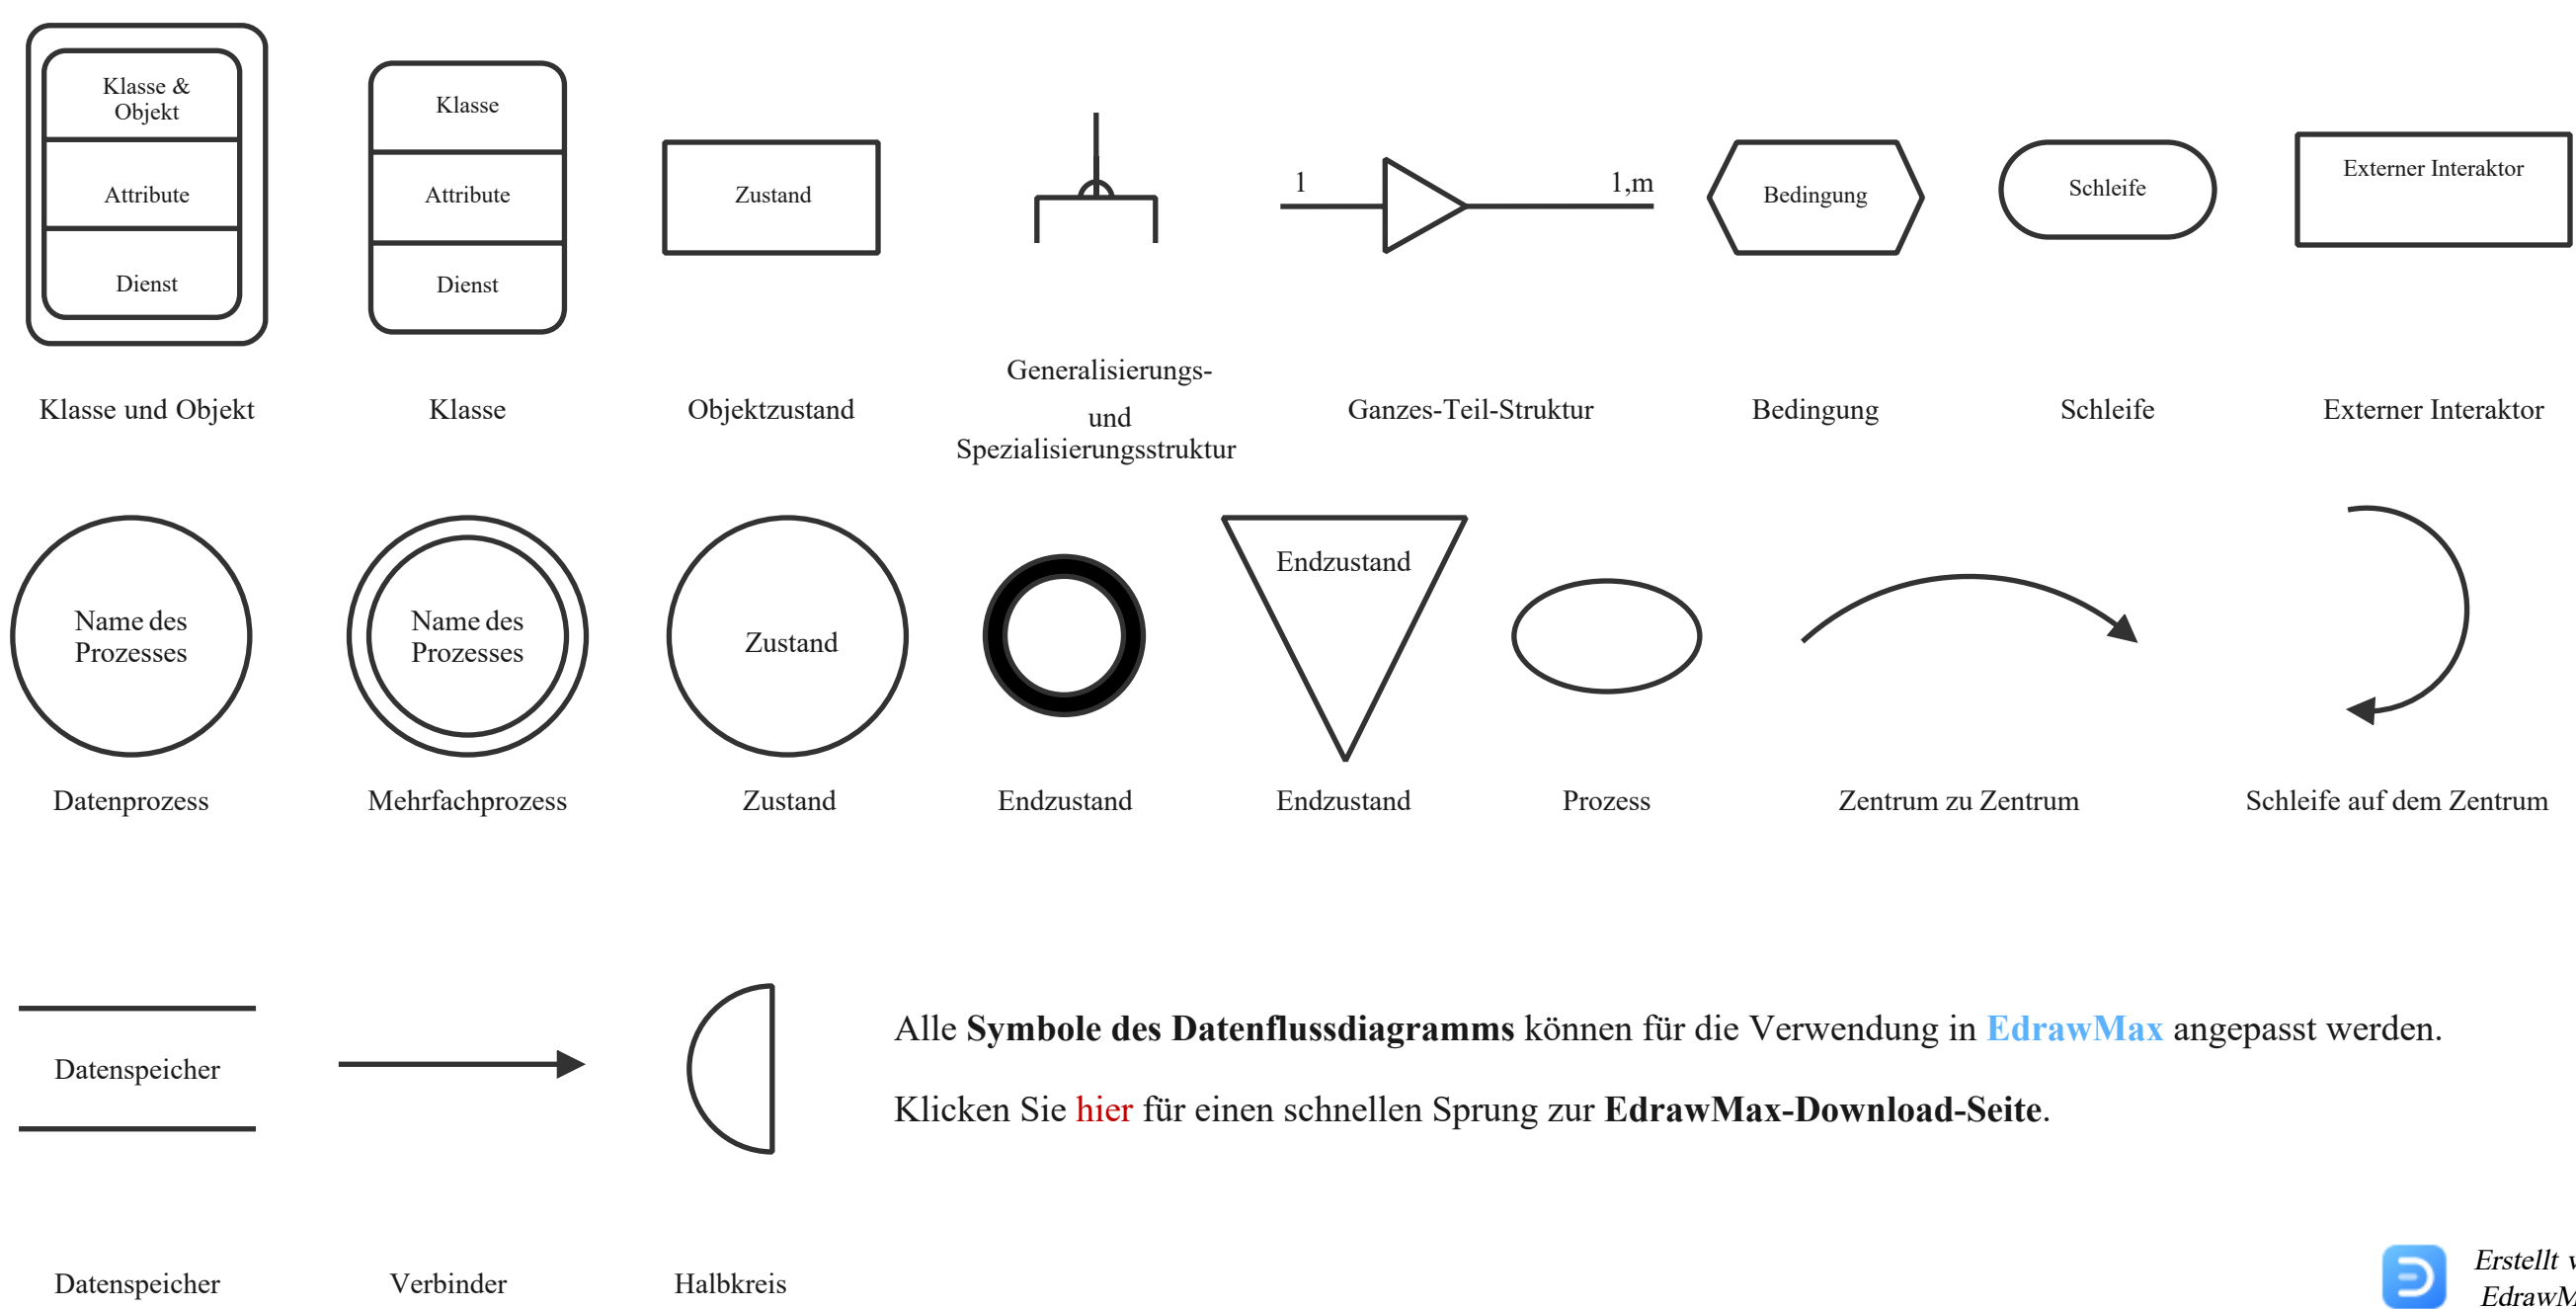 Klasse &
Objekt
Attribute
Dienst
Klasse
Attribute
Dienst
Zustand
1
1,m
Bedingung
Schleife
Externer Interaktor
Klasse und Objekt
Klasse
Objektzustand
Generalisierungs-
und
Spezialisierungsstruktur
Ganzes-Teil-Struktur
Bedingung
Schleife
Externer Interaktor
Name des
Prozesses
Name des
Prozesses
Zustand
Endzustand
Datenprozess
Mehrfachprozess
Zustand
Endzustand
Endzustand
Prozess
Zentrum zu Zentrum
Schleife auf dem Zentrum
Datenspeicher
Alle Symbole des Datenflussdiagramms können für die Verwendung in EdrawMax angepasst werden.
Klicken Sie hier für einen schnellen Sprung zur EdrawMax-Download-Seite.
Datenspeicher
Verbinder
Halbkreis
Erstellt